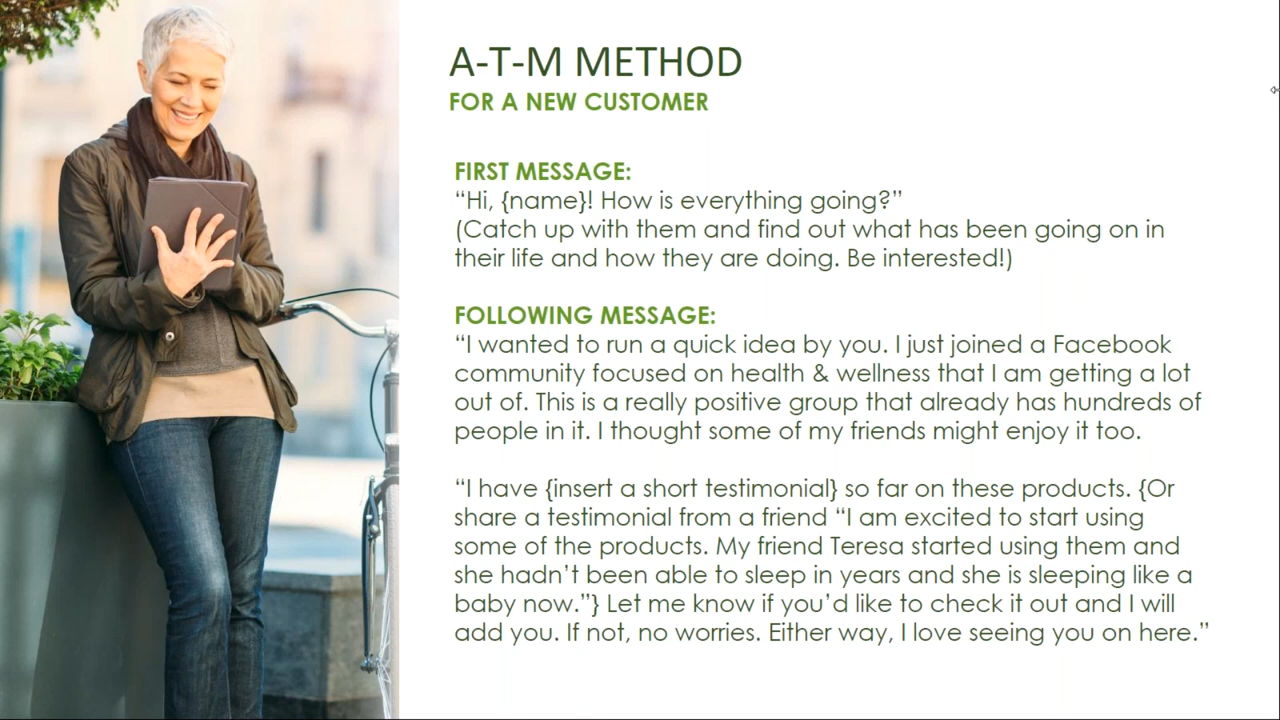 A-T-M METHOD
FOR A NEW CUSTOMER
FIRST MESSAGE:
“Hi, {name}! How is everything going?”
(Catch up with them and find out what has been going on in
their life and how they are doing. Be interested!)
FOLLOWING MESSAGE:
“I wanted to run a quick idea by you. I just joined a Facebook
community focused on health & wellness that I am getting a lot
out of. This is a really positive group that already has hundreds of
people in it. I thought some of my friends might enjoy it too.
“I have {insert a short testimonial} so far on these products. {Or
share a testimonial from a friend “I am excited to start using
some of the products. My friend Teresa started using them and
she hadn’t been able to sleep in years and she is sleeping like a
baby now.”} Let me know if you’d like to check it out and I will
add you. If not, no worries. Either way, I love seeing you on here.”